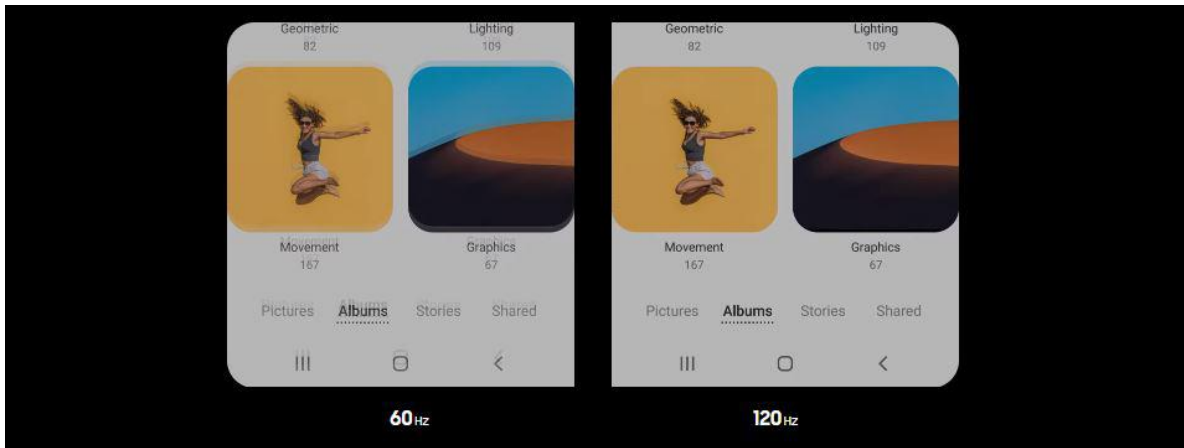 Geometric Lighting Geometric Lighting
82 109 82 109
Movement Graphics Movement Graphics
167 67 167 67
Pictures Albums Stories Shared Pictures Albums Stories Shared
60HZ 120HZ